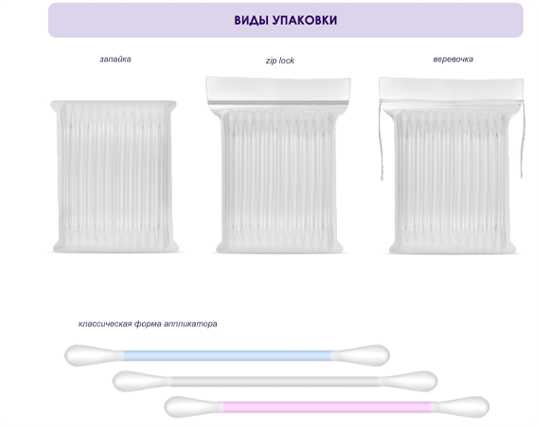 ВИДЫ УПАКОВКИ
запайка
zip lock
веревочка
классическая форма аппликатора